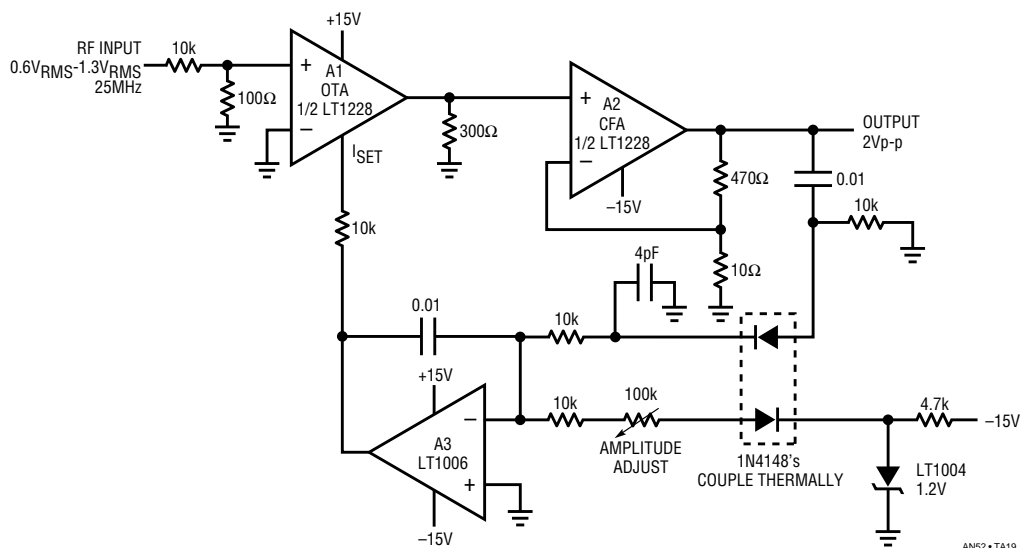 +15V
RF INPUT
0.6VRMS-1.3VRMS
25MHz
10k
100Ω
+
–
A1
OTA
1/2 LT1228
ISET
300Ω
+
–
A2
CFA
1/2 LT1228
–15V
OUTPUT
2Vp-p
470Ω
0.01
10k
10k
4pF
10Ω
0.01
10k
+15V
–
+
A3
LT1006
–15V
10k
100k
AMPLITUDE
ADJUST
1N4148's
COUPLE THERMALLY
4.7k
–15V
LT1004
1.2V
AN52 • TA19